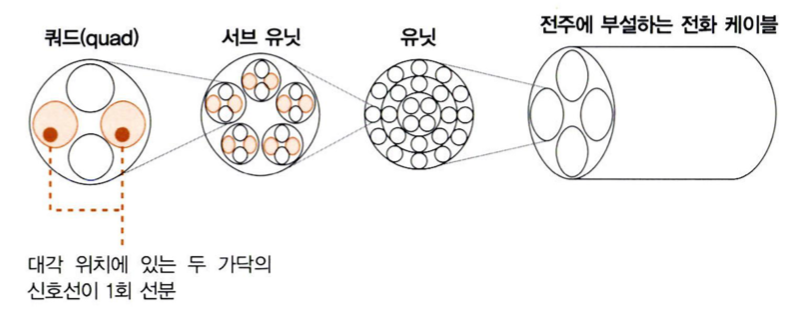 쿼드(quad)
서브 유닛
유닛
전주에 부설하는 전화 케이블
대각 위치에 있는 두 가닥의
신호선이 1회 선분